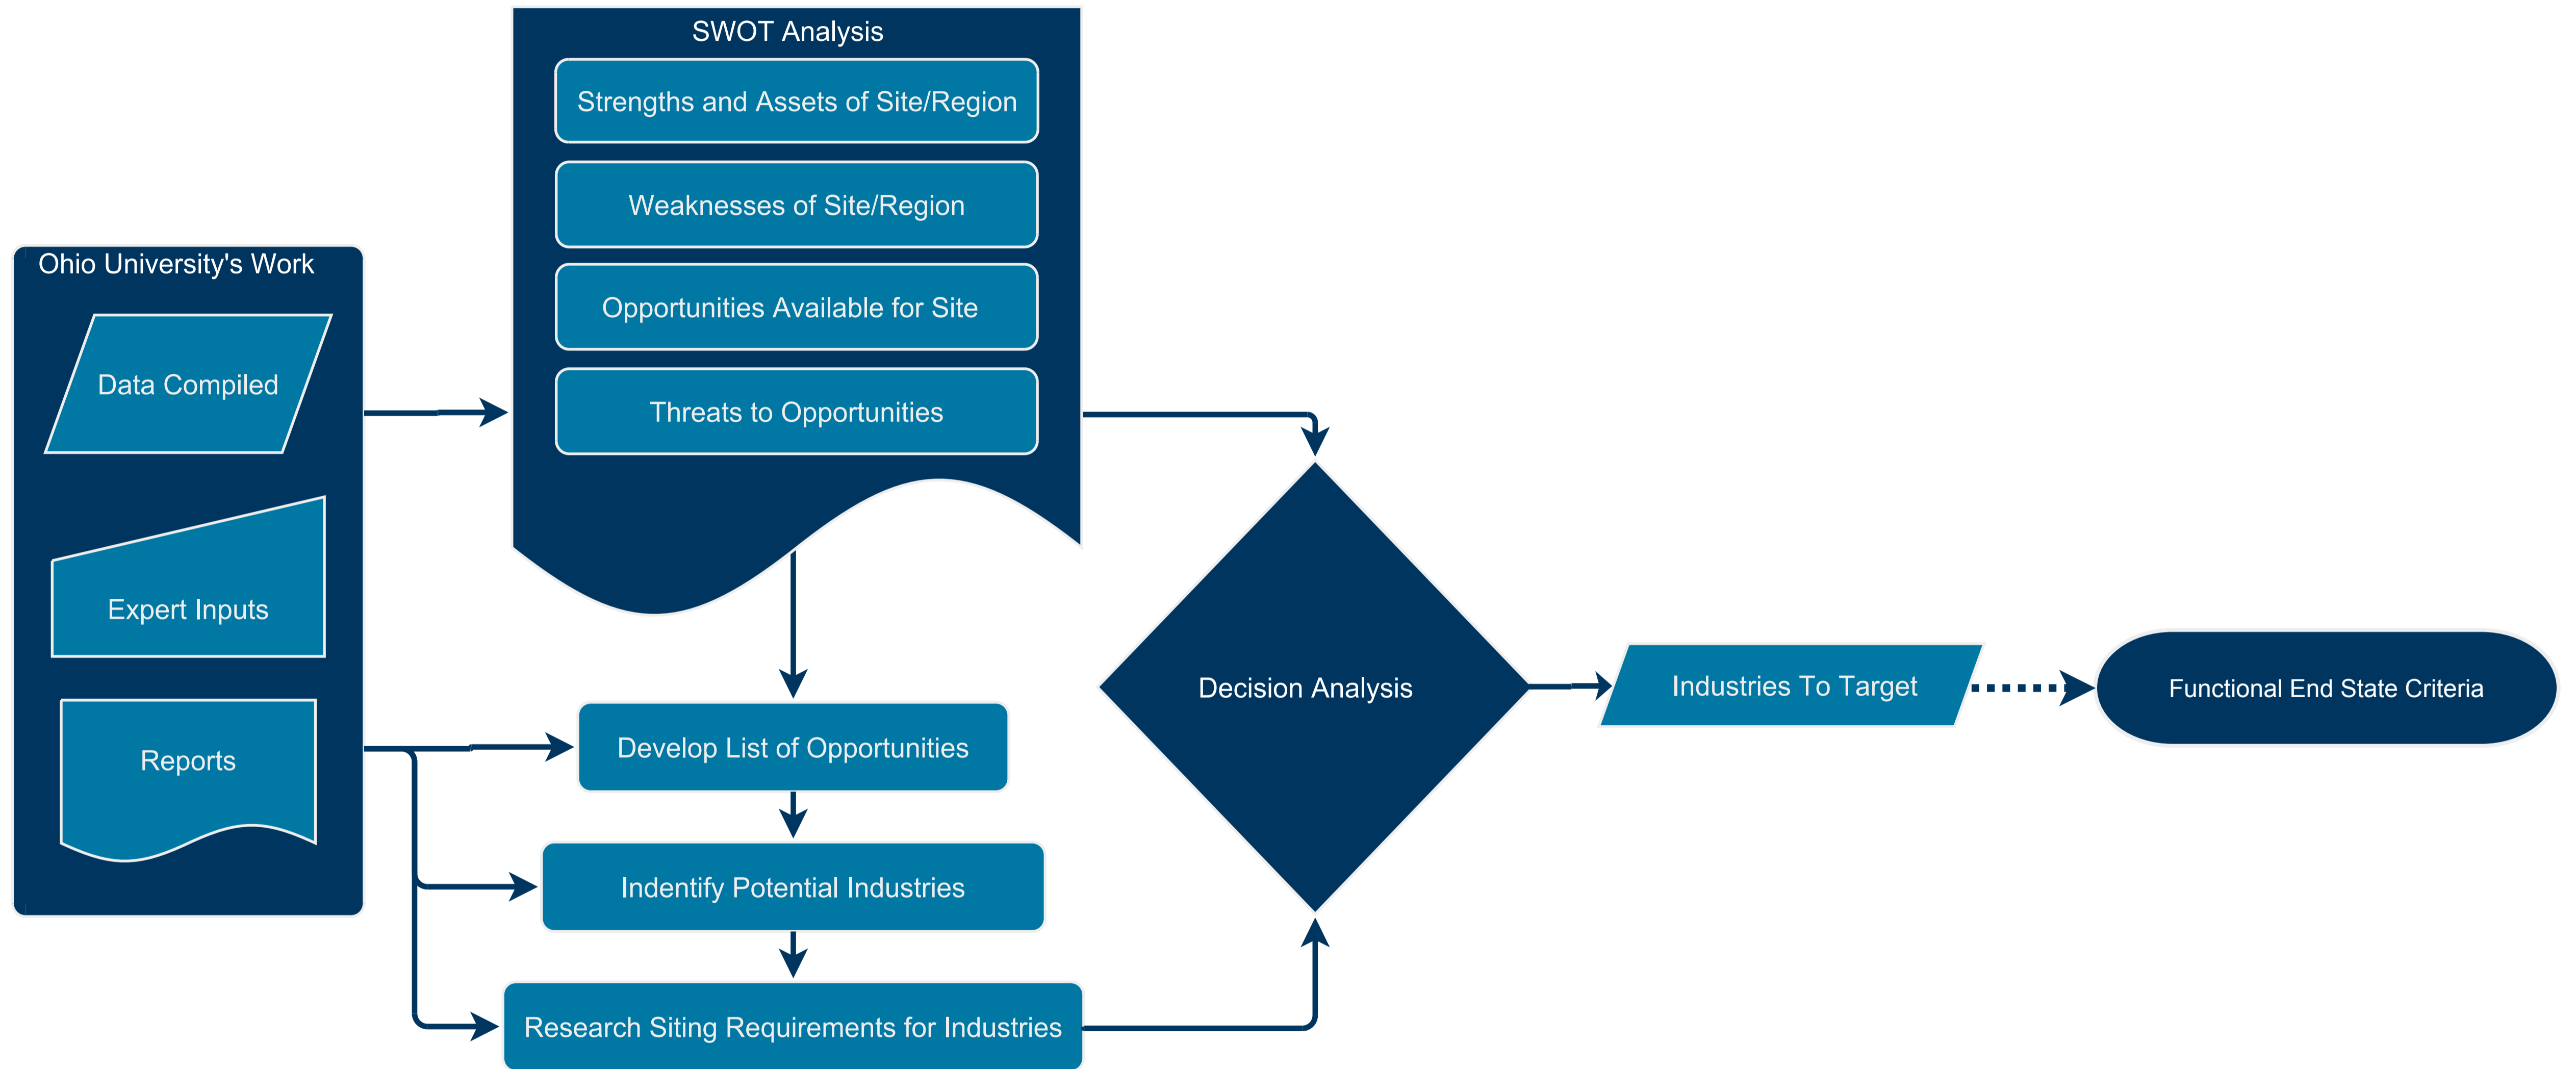 Ohio University's Work
Data Compiled
Expert Inputs
Reports
SWOT Analysis
Strengths and Assets of Site/Region
Weaknesses of Site/Region
Opportunities Available for Site
Threats to Opportunities
Develop List of Opportunities
Indentify Potential Industries
Research Siting Requirements for Industries
Decision Analysis
Industries To Target
Functional End State Criteria